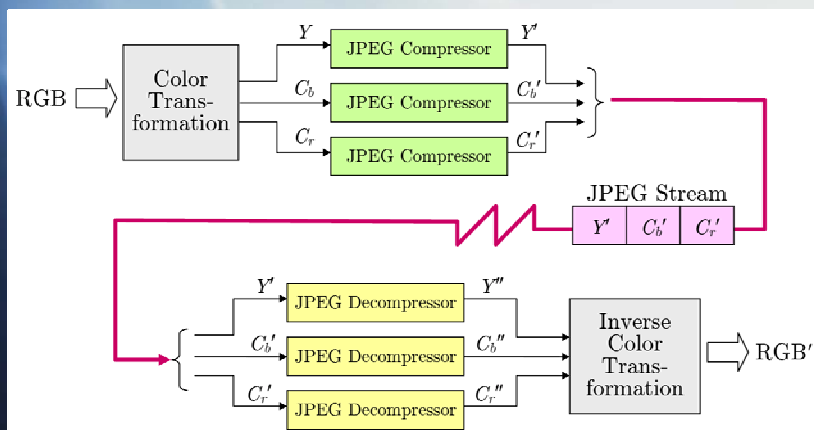 Y
JPEG Compressor
Y′
RGB
Color
Trans-
formation
C_b
JPEG Compressor
C_b′
C_r
JPEG Compressor
C_r′
JPEG Stream
Y′ C_b′ C_r′
Y′
JPEG Decompressor
Y″
C_b′
JPEG Decompressor
C_b″
C_r′
JPEG Decompressor
C_r″
Inverse
Color
Trans-
formation
RGB′